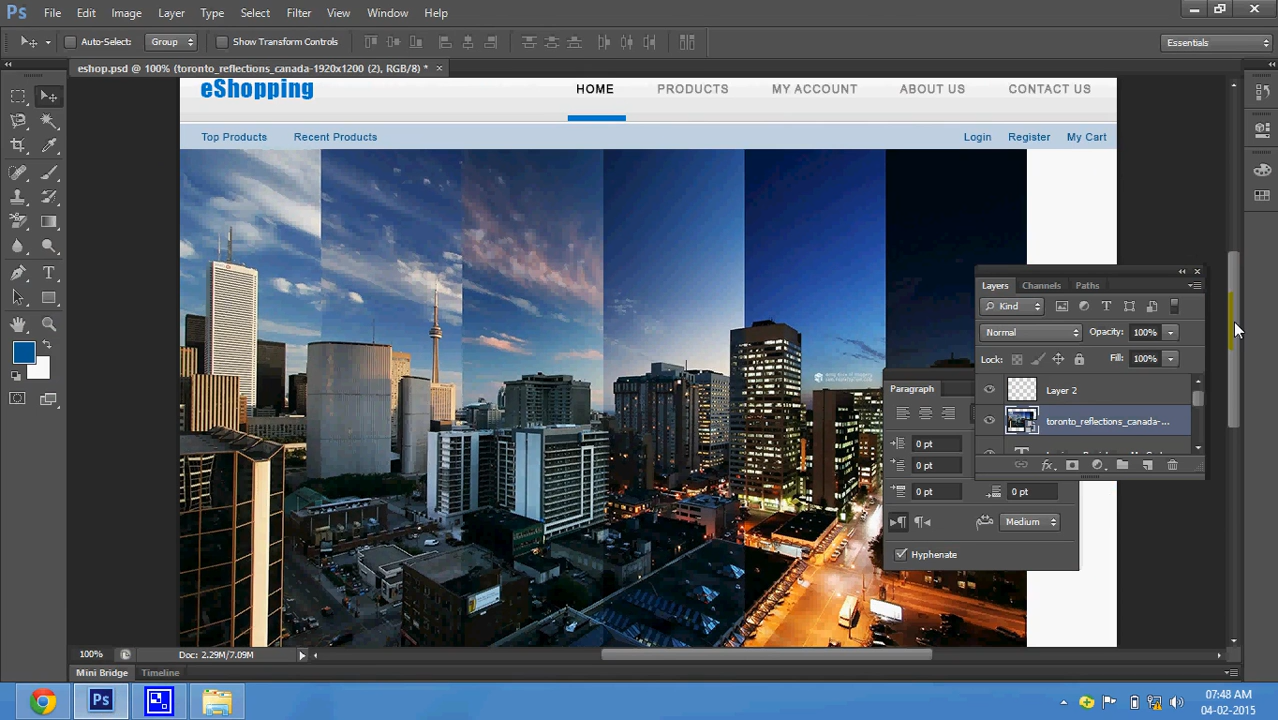 Ps File Edit Image Layer Type Select Filter View Window Help
Auto-Select: Group Show Transform Controls Essentials
eshop.psd @ 100% (toronto_reflections_canada-1920x1200 (2), RGB/8) *
eShopping HOME PRODUCTS MY ACCOUNT ABOUT US CONTACT US
Top Products Recent Products Login Register My Cart
Layers Channels Paths
Kind
Normal Opacity: 100%
Lock: Fill: 100%
Layer 2
toronto_reflections_canada-...
Paragraph
0 pt
0 pt
0 pt 0 pt
Medium
Hyphenate
100% Doc: 2.29M/7.09M
Mini Bridge Timeline
Ps
07:48 AM
04-02-2015